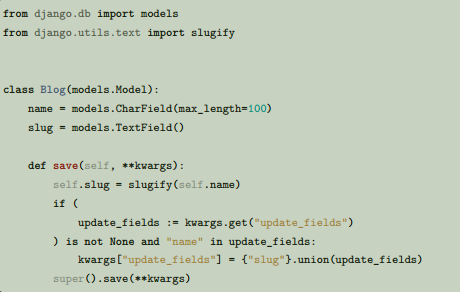 from django.db import models
from django.utils.text import slugify
class Blog(models.Model):
    name = models.CharField(max_length=100)
    slug = models.TextField()
    def save(self, **kwargs):
        self.slug = slugify(self.name)
        if (
            update_fields := kwargs.get("update_fields")
        ) is not None and "name" in update_fields:
            kwargs["update_fields"] = {"slug"}.union(update_fields)
        super().save(**kwargs)